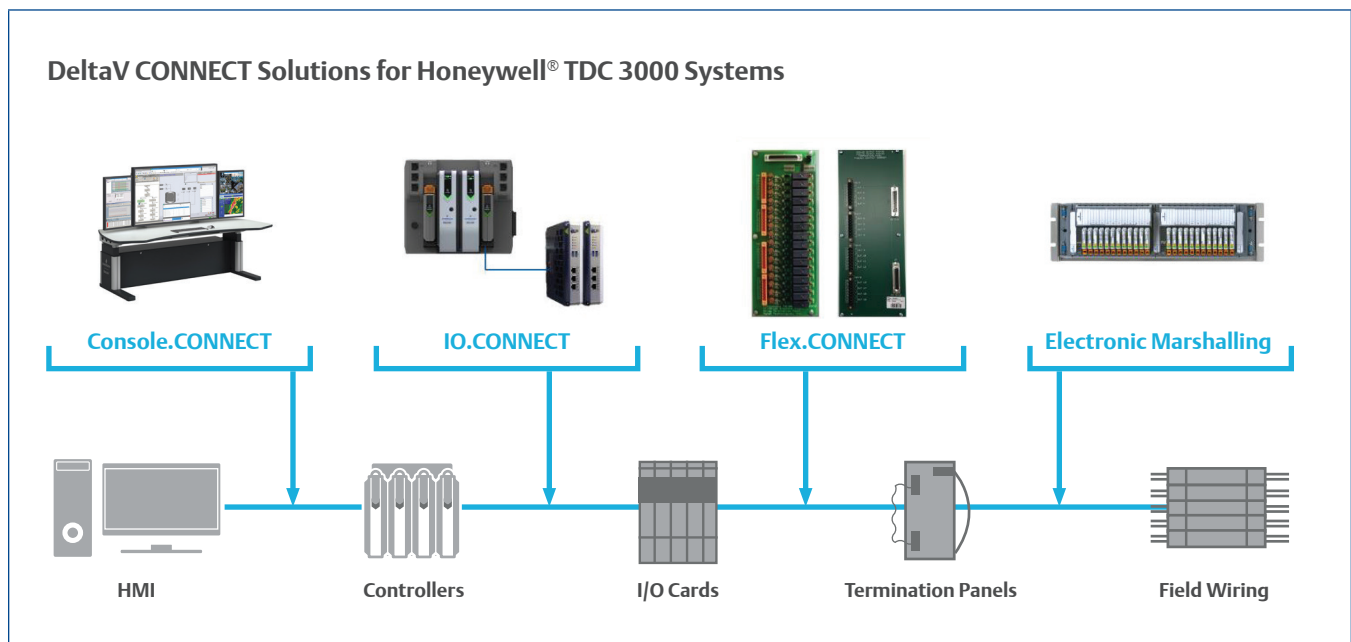 DeltaV CONNECT Solutions for Honeywell® TDC 3000 Systems
Console.CONNECT
IO.CONNECT
Flex.CONNECT
Electronic Marshalling
HMI
Controllers
I/O Cards
Termination Panels
Field Wiring